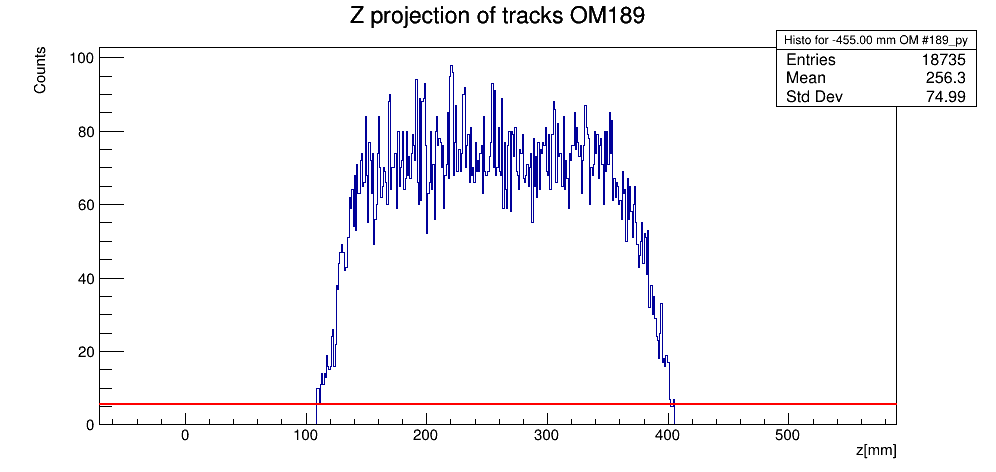 Z projection of tracks OM189
Histo for -455.00 mm OM #189_py
Entries 18735
Mean 256.3
Std Dev 74.99
Counts
100
80
60
40
20
0
0 100 200 300 400 500
z[mm]